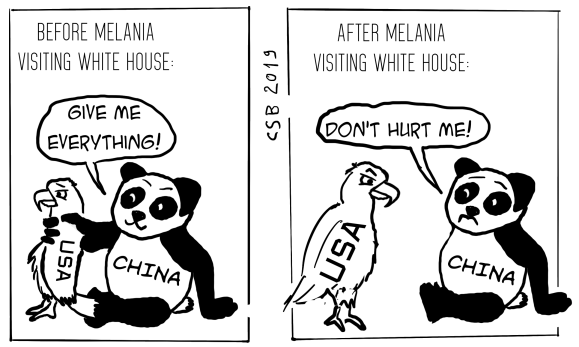 BEFORE MELANIA
VISITING WHITE HOUSE:
GIVE ME
EVERYTHING!
USA
CHINA
CSB 2019
AFTER MELANIA
VISITING WHITE HOUSE:
DON'T HURT ME!
USA
CHINA